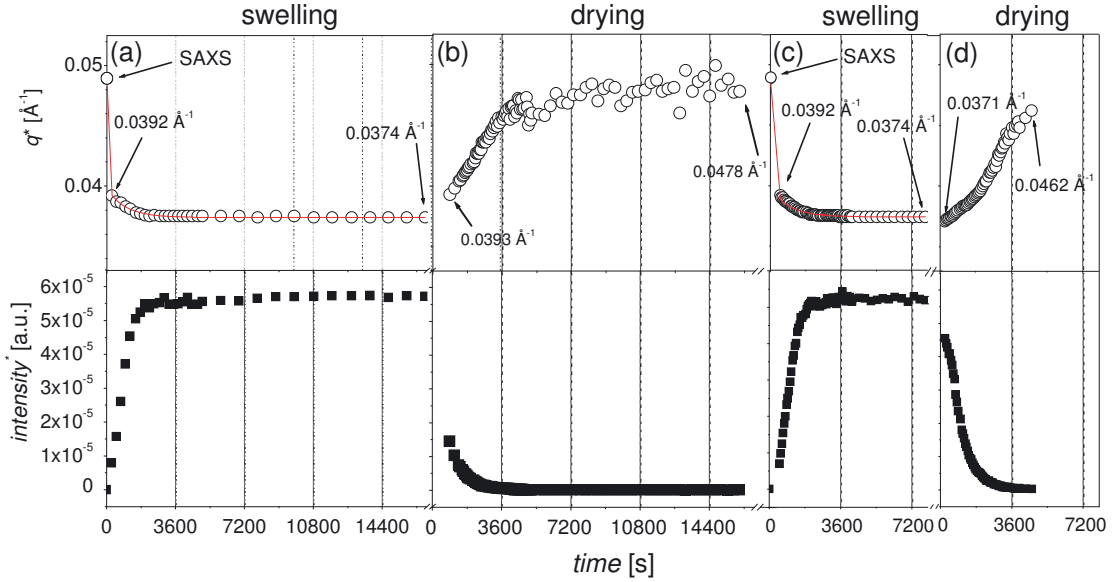 swelling drying swelling drying
(a) (b) (c) (d)
SAXS SAXS
0.05
0.0392 Å-1 0.0374 Å-1 0.0392 Å-1 0.0374 Å-1 0.0371 Å-1
q* [Å-1]
0.04
0.0393 Å-1 0.0478 Å-1 0.0462 Å-1
6x10-5
5x10-5
4x10-5
3x10-5
2x10-5
1x10-5
0
intensity* [a.u.]
0 3600 7200 10800 14400 3600 7200 10800 14400 0 3600 7200 3600 7200
time [s]